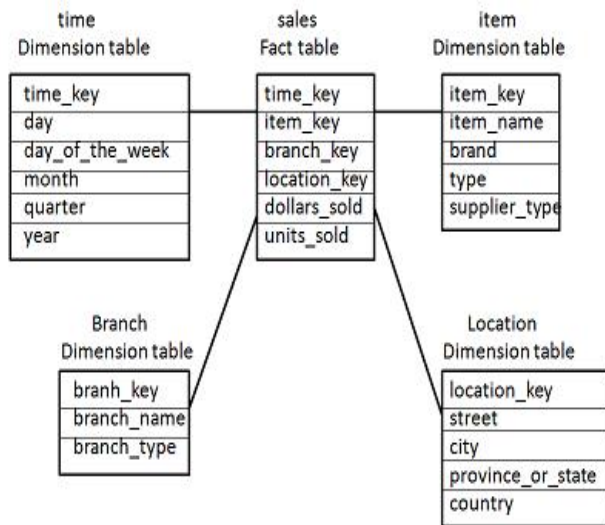 time
Dimension table
time_key
day
day_of_the_week
month
quarter
year
sales
Fact table
time_key
item_key
branch_key
location_key
dollars_sold
units_sold
item
Dimension table
item_key
item_name
brand
type
supplier_type
Branch
Dimension table
branh_key
branch_name
branch_type
Location
Dimension table
location_key
street
city
province_or_state
country